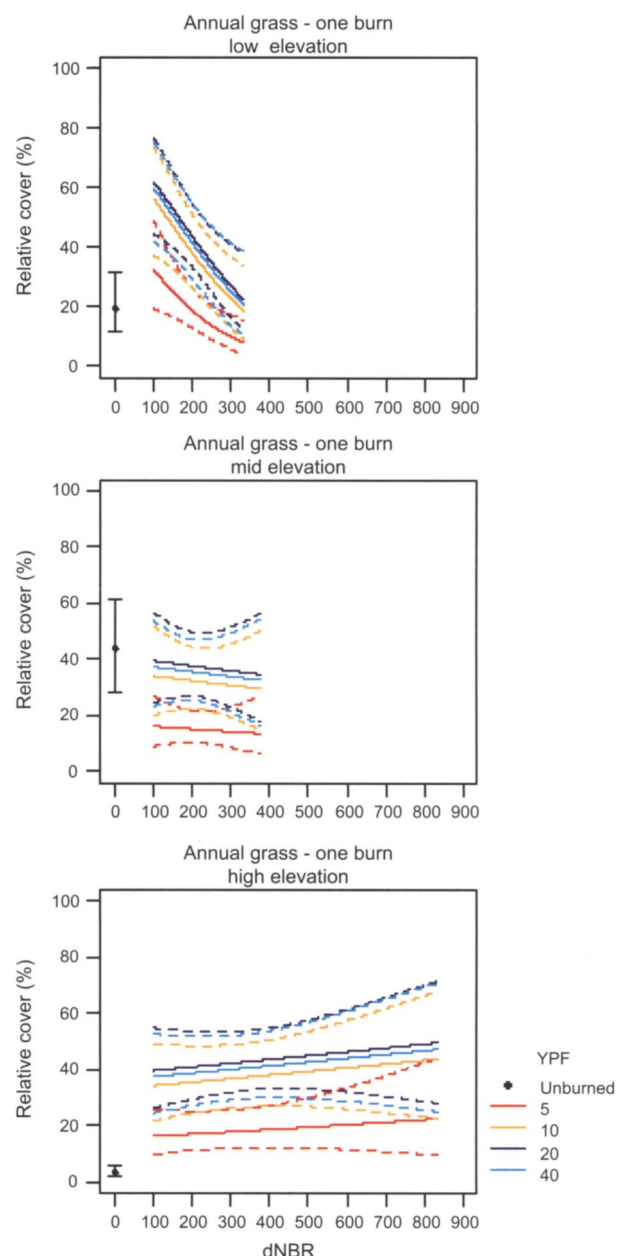 Annual grass - one burn
low elevation
Relative cover (%)
100
80
60
40
20
0
0 100 200 300 400 500 600 700 800 900
Annual grass - one burn
mid elevation
Relative cover (%)
100
80
60
40
20
0
0 100 200 300 400 500 600 700 800 900
Annual grass - one burn
high elevation
Relative cover (%)
100
80
60
40
20
0
0 100 200 300 400 500 600 700 800 900
dNBR
YPF
Unburned
5
10
20
40